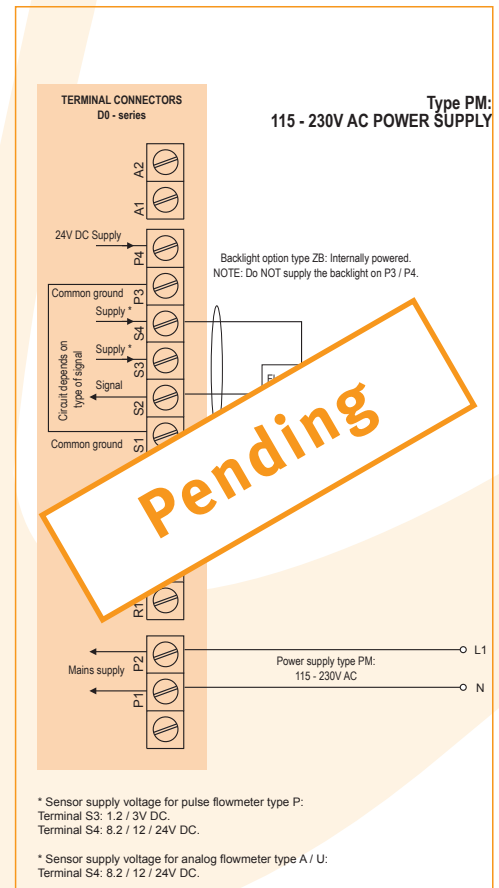 TERMINAL CONNECTORS
D0 - series
Type PM:
115 - 230V AC POWER SUPPLY
A2
A1
24V DC Supply
P4
Backlight option type ZB: Internally powered.
NOTE: Do NOT supply the backlight on P3 / P4.
Common ground
P3
Supply *
S4
Supply *
S3
Circuit depends on
type of signal
Signal
S2
Common ground
S1
Pending
R1
P2
Mains supply
P1
Power supply type PM:
115 - 230V AC
L1
N
* Sensor supply voltage for pulse flowmeter type P:
Terminal S3: 1.2 / 3V DC.
Terminal S4: 8.2 / 12 / 24V DC.
* Sensor supply voltage for analog flowmeter type A / U:
Terminal S4: 8.2 / 12 / 24V DC.